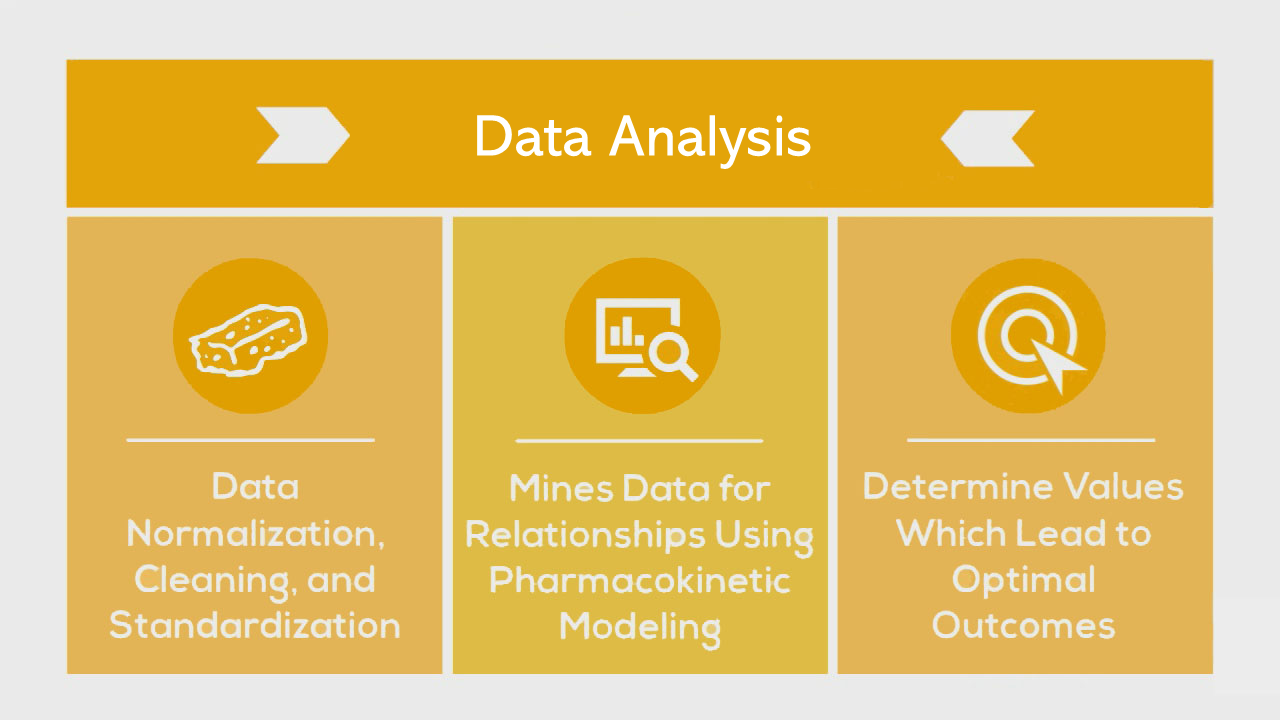 Data Analysis
Data
Normalization,
Cleaning, and
Standardization
Mines Data for
Relationships Using
Pharmacokinetic
Modeling
Determine Values
Which Lead to
Optimal
Outcomes